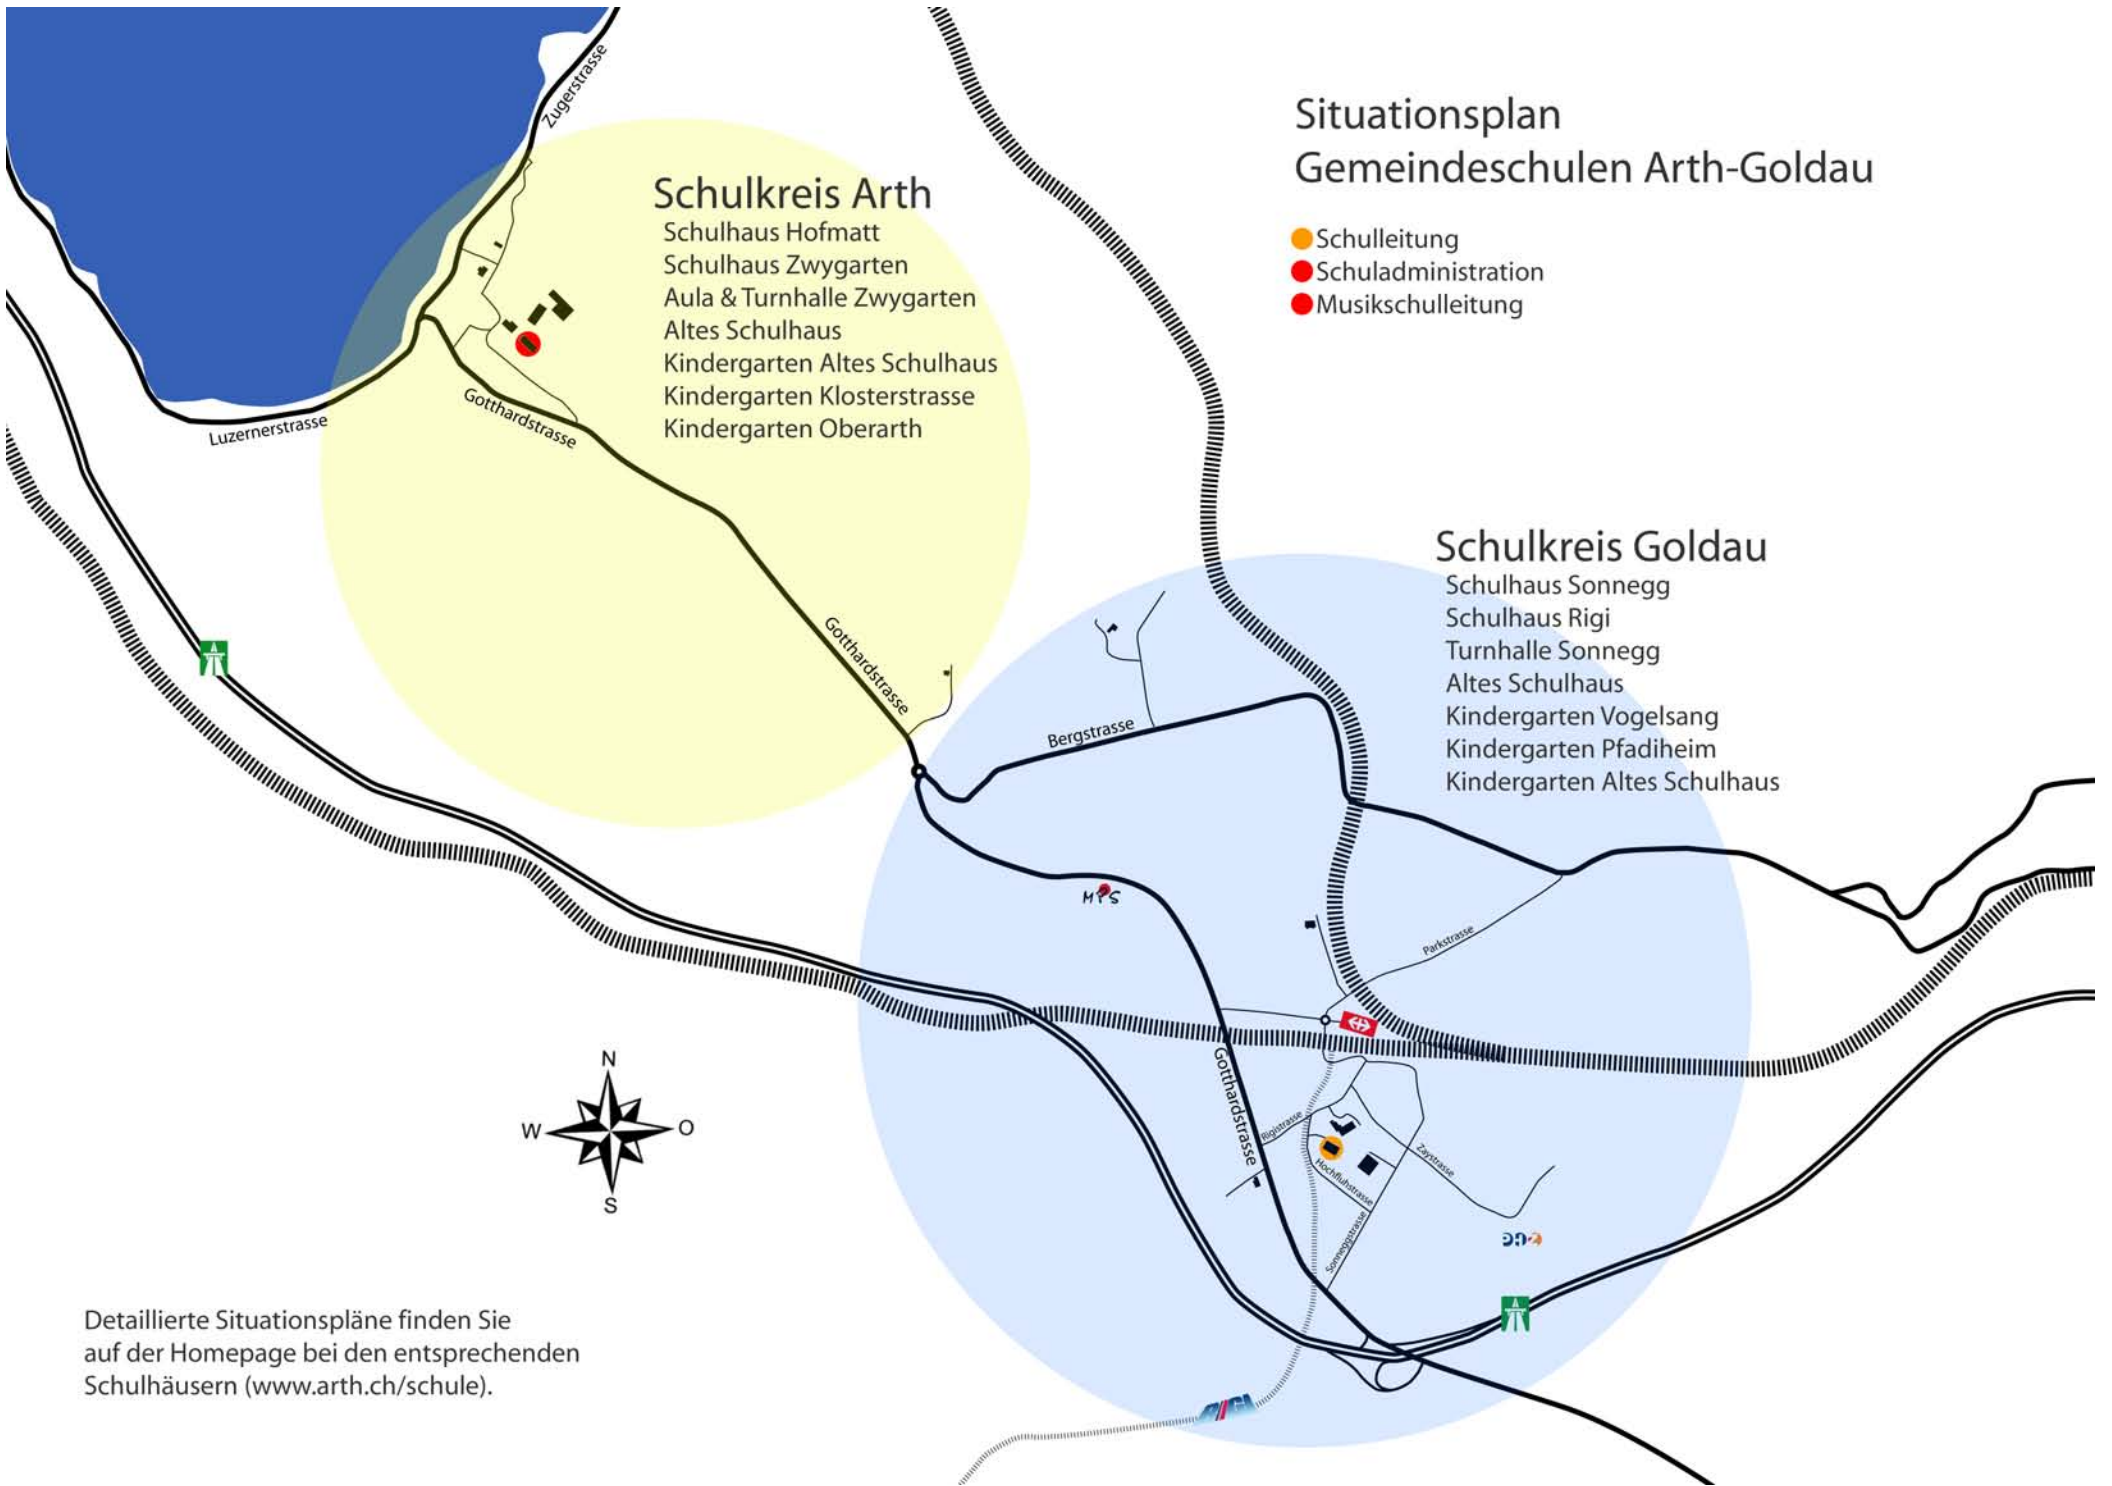 Situationsplan
Gemeindeschulen Arth-Goldau
Schulleitung
Schuladministration
Musikschulleitung
Zugerstrasse
Schulkreis Arth
Schulhaus Hofmatt
Schulhaus Zwygarten
Aula & Turnhalle Zwygarten
Altes Schulhaus
Kindergarten Altes Schulhaus
Kindergarten Klosterstrasse
Kindergarten Oberarth
Luzernerstrasse
Gotthardstrasse
Gotthardstrasse
Schulkreis Goldau
Schulhaus Sonnegg
Schulhaus Rigi
Turnhalle Sonnegg
Altes Schulhaus
Kindergarten Vogelsang
Kindergarten Pfadiheim
Kindergarten Altes Schulhaus
Bergstrasse
MPS
Parkstrasse
Gotthardstrasse
Rigistrasse
Hochfluhstrasse
Zaystrasse
Sonneggstrasse
N
W
O
S
RIGI
Detaillierte Situationspläne finden Sie
auf der Homepage bei den entsprechenden
Schulhäusern (www.arth.ch/schule).